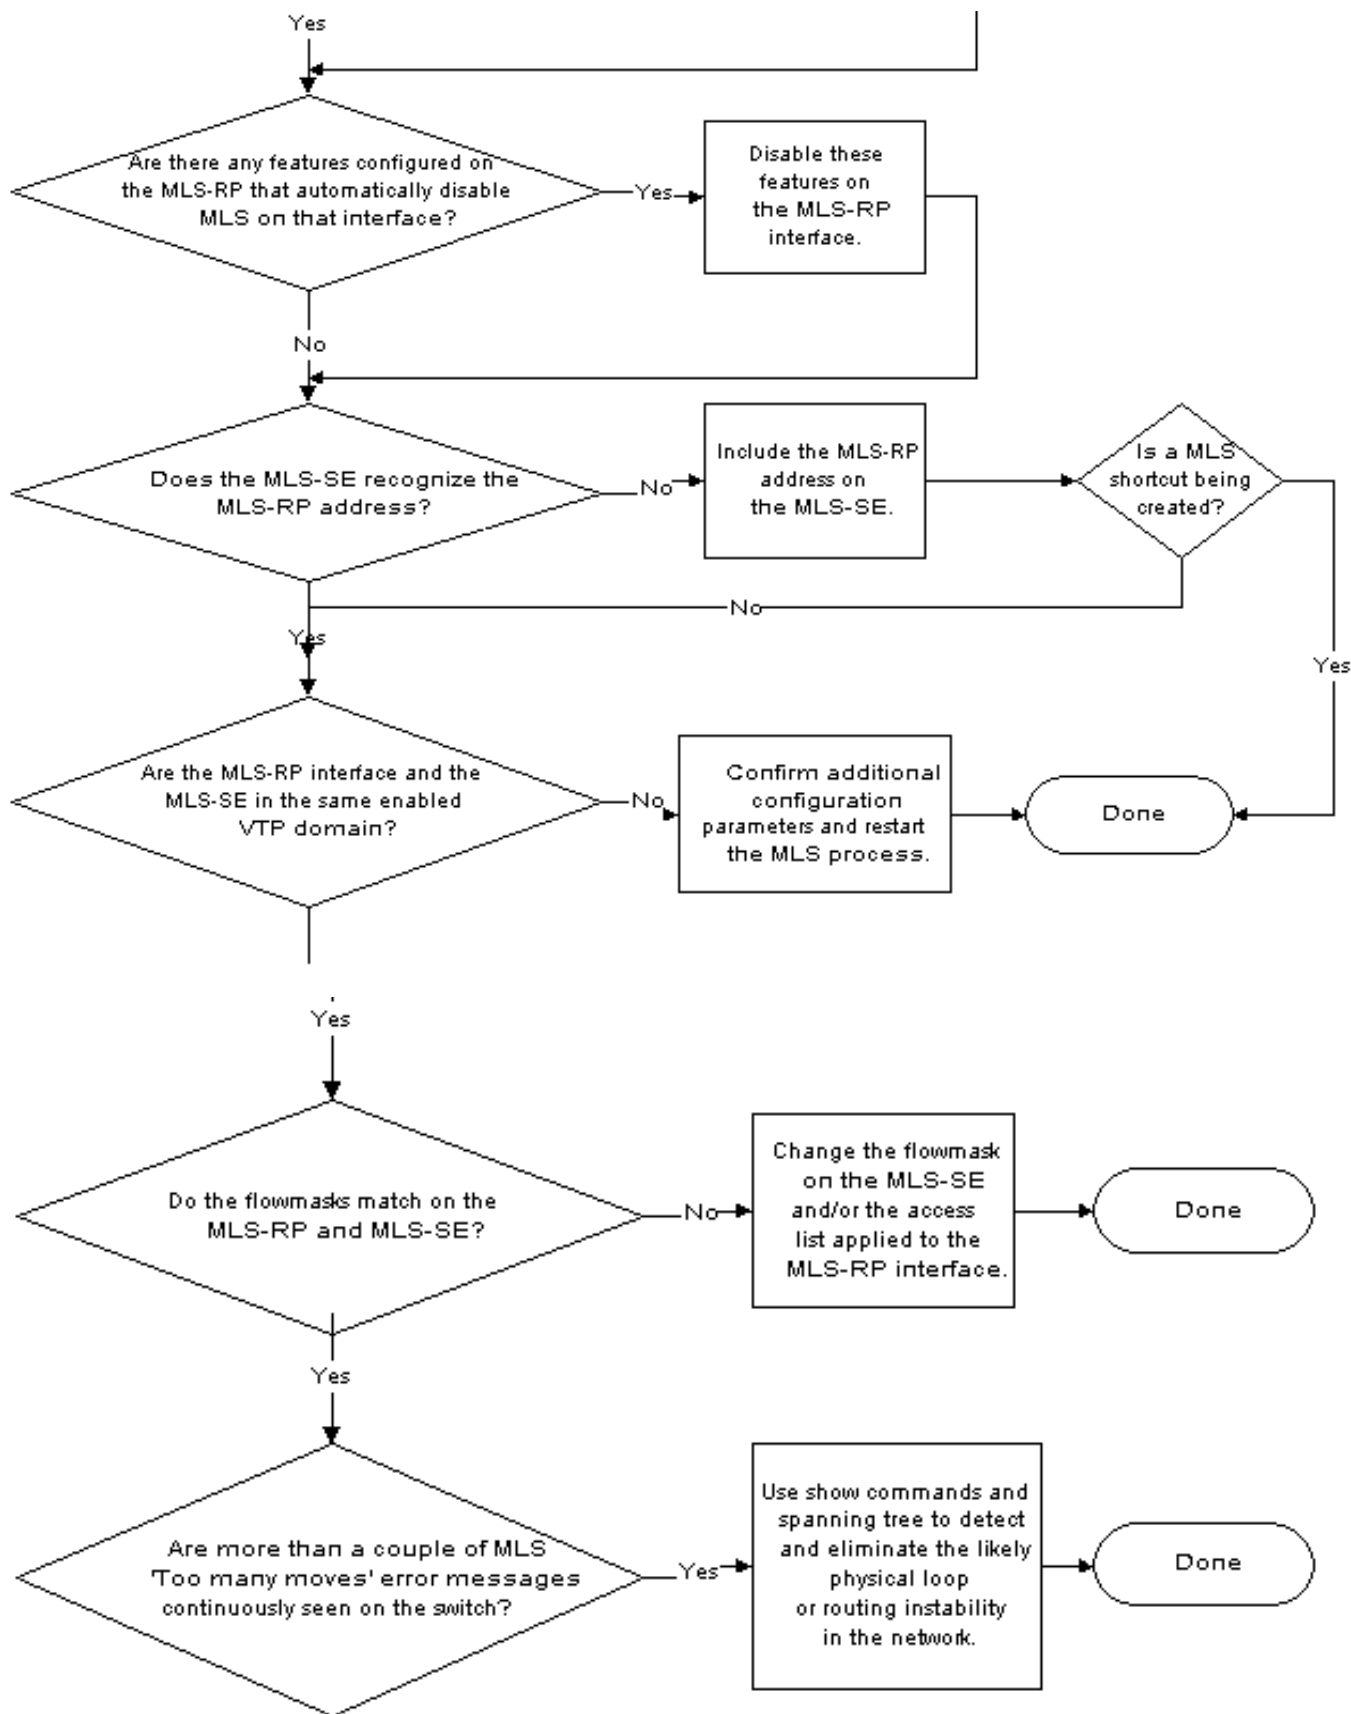 Yes
Are there any features configured on
the MLS-RP that automatically disable
MLS on that interface?
Yes
Disable these
features on
the MLS-RP
interface.
No
Does the MLS-SE recognize the
MLS-RP address?
No
Include the MLS-RP
address on
the MLS-SE.
Is a MLS
shortcut being
created?
No
Yes
Yes
Are the MLS-RP interface and the
MLS-SE in the same enabled
VTP domain?
No
Confirm additional
configuration
parameters and restart
the MLS process.
Done
Yes
Do the flowmasks match on the
MLS-RP and MLS-SE?
No
Change the flowmask
on the MLS-SE
and/or the access
list applied to the
MLS-RP interface.
Done
Yes
Are more than a couple of MLS
'Too many moves' error messages
continuously seen on the switch?
Yes
Use show commands and
spanning tree to detect
and eliminate the likely
physical loop
or routing instability
in the network.
Done